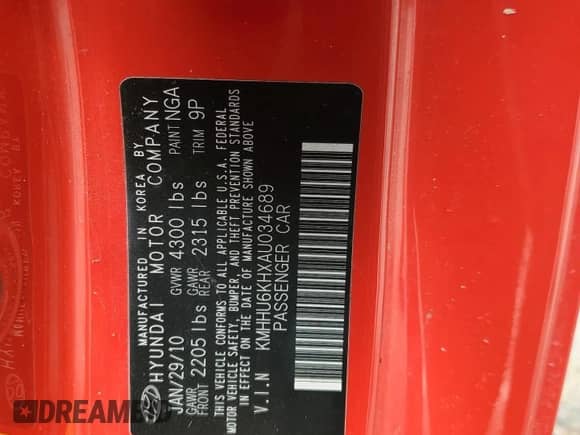 MANUFACTURED IN KOREA BY
HYUNDAI MOTOR COMPANY
JAN/29/10 GVWR 4300 lbs PAINT NGA
GAWR FRONT 2205 lbs GAWR REAR 2315 lbs TRIM 9P
THIS VEHICLE CONFORMS TO ALL APPLICABLE U.S.A. FEDERAL
MOTOR VEHICLE SAFETY, BUMPER, AND THEFT PREVENTION STANDARDS
IN EFFECT ON THE DATE OF MANUFACTURE SHOWN ABOVE
V.I.N KMHHU6KHXAU034689
PASSENGER CAR
DREAMBID